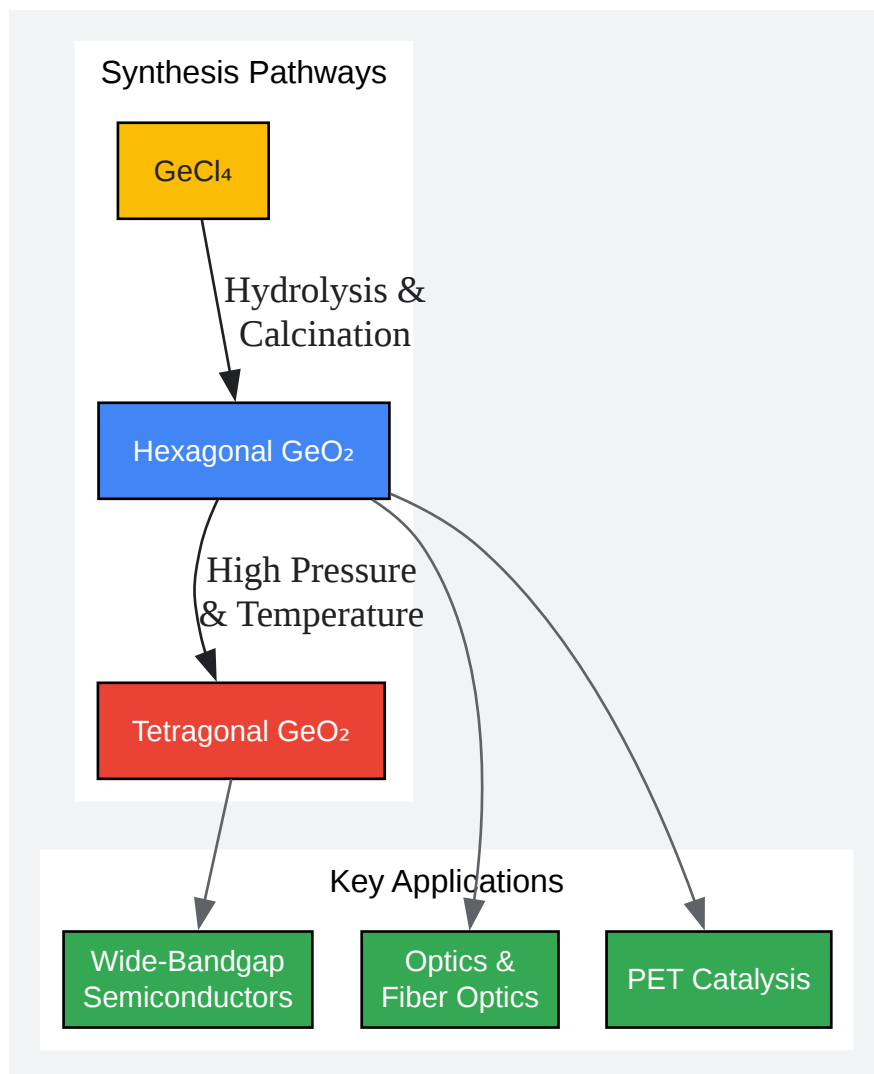 Synthesis Pathways
GeCl₄
Hydrolysis &
Calcination
Hexagonal GeO₂
High Pressure
& Temperature
Tetragonal GeO₂
Key Applications
Wide-Bandgap
Semiconductors
Optics &
Fiber Optics
PET Catalysis